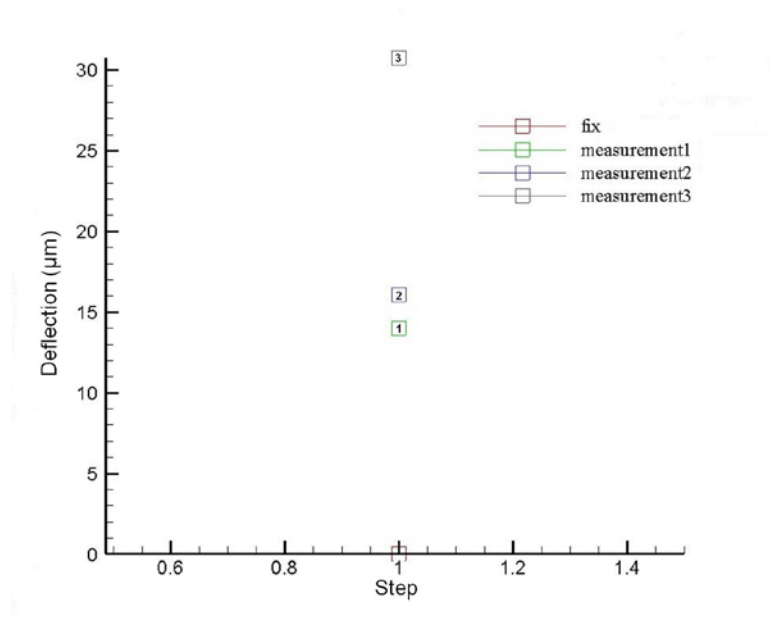 3
30
fix
measurement1
25
measurement2
measurement3
20
Deflection (μm)
2
15
1
10
5
0
0.6 0.8 1 1.2 1.4
Step